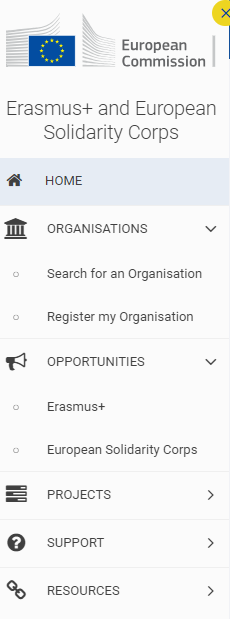 European
Commission
Erasmus+ and European
Solidarity Corps
HOME
ORGANISATIONS
Search for an Organisation
Register my Organisation
OPPORTUNITIES
Erasmus+
European Solidarity Corps
PROJECTS
SUPPORT
RESOURCES